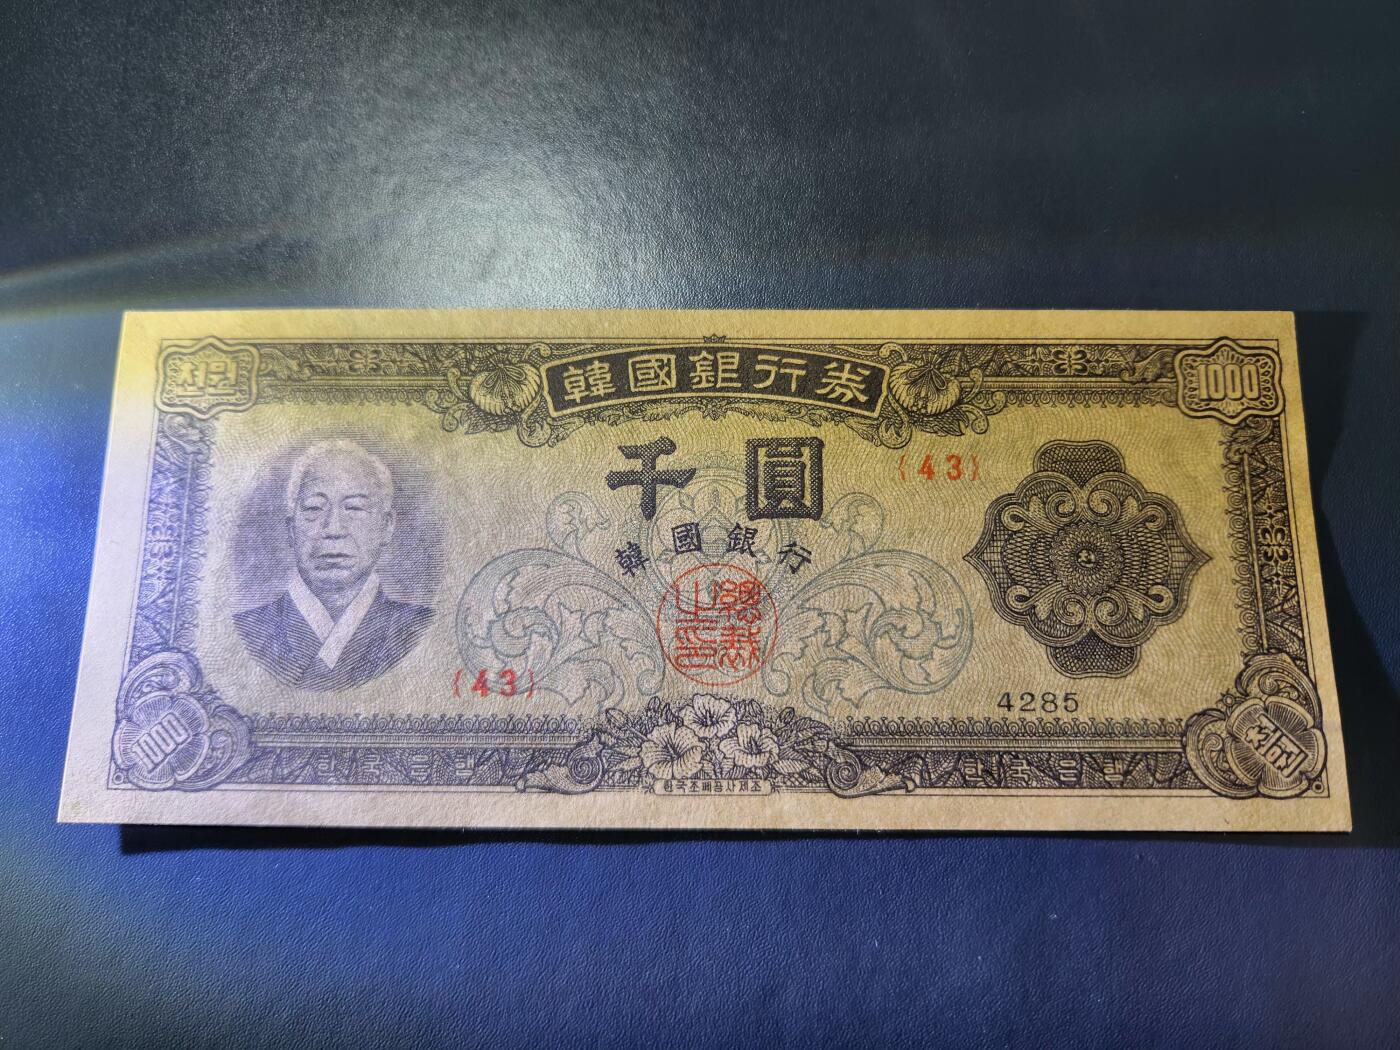 韓國銀行券
천원
1000
千圓
{43}
韓國銀行
總裁之印
{43}
4285
1000
한국은행
한국조폐공사제조
한국은행
천원